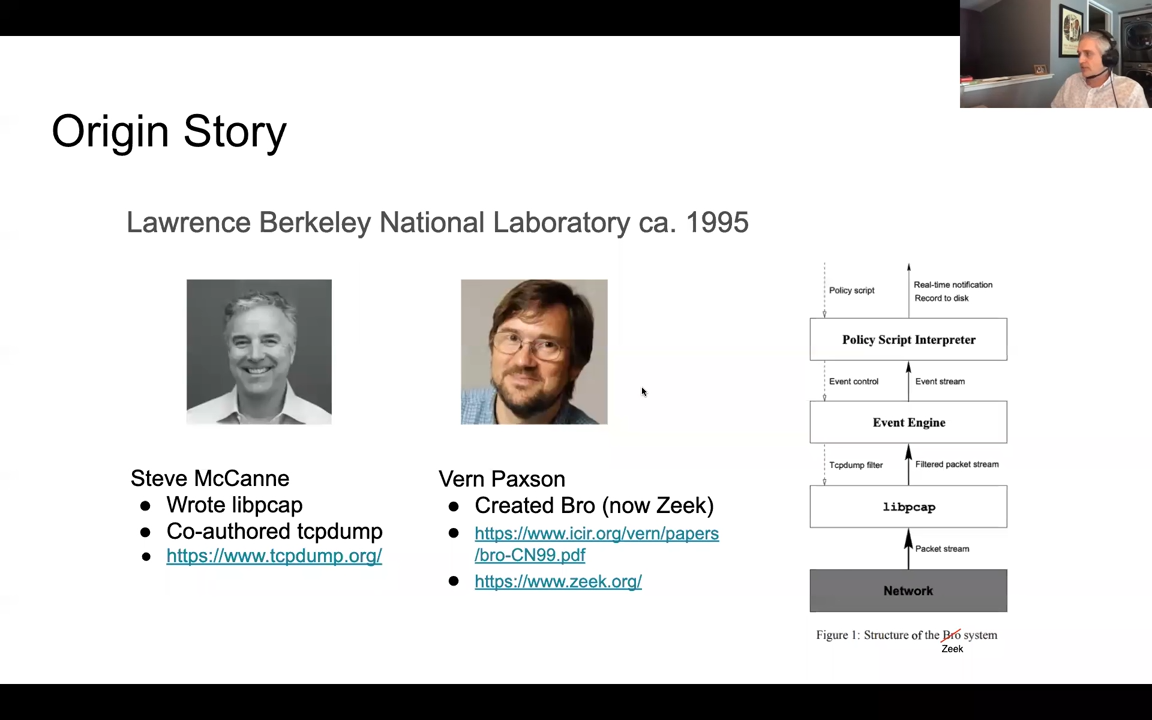 Origin Story
Lawrence Berkeley National Laboratory ca. 1995
Steve McCanne
● Wrote libpcap
● Co-authored tcpdump
● https://www.tcpdump.org/
Vern Paxson
● Created Bro (now Zeek)
● https://www.icir.org/vern/papers
/bro-CN99.pdf
● https://www.zeek.org/
Policy script
Real-time notification
Record to disk
Policy Script Interpreter
Event control
Event stream
Event Engine
Tcpdump filter
Filtered packet stream
libpcap
Packet stream
Network
Figure 1: Structure of the Bro system
Zeek